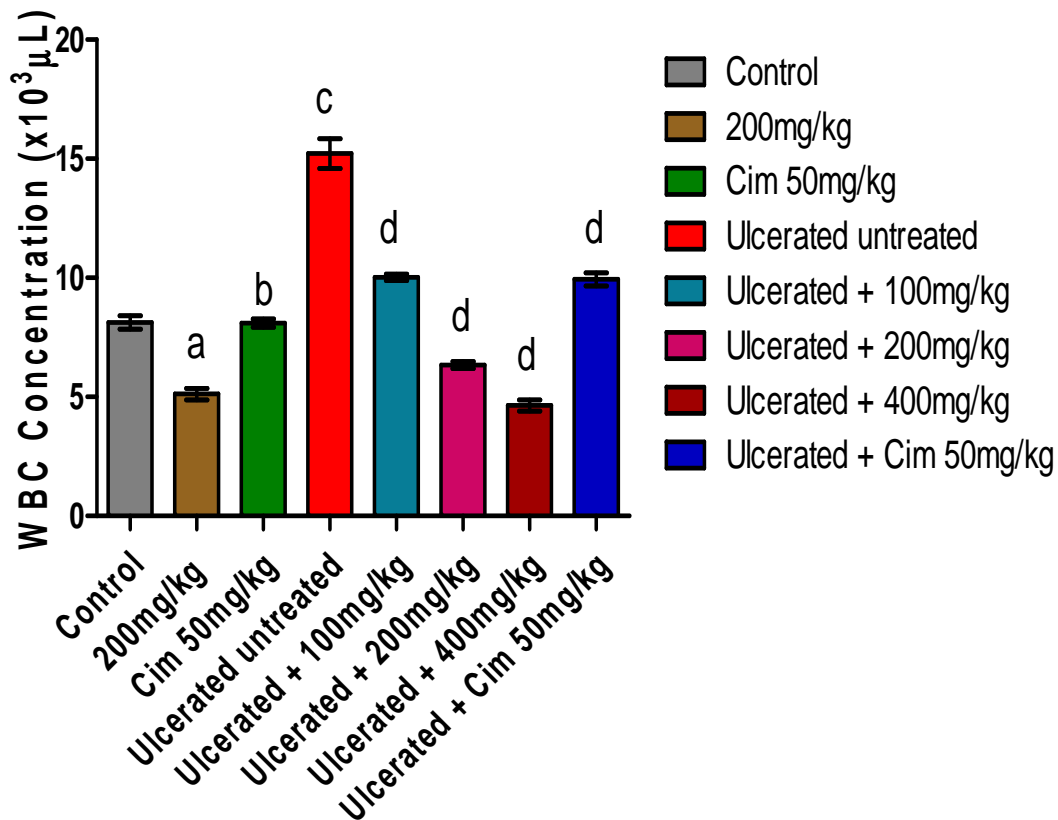 WBC Concentration (x10³μL)
20
15
10
5
0
a
b
c
d
d
d
d
Control
200mg/kg
Cim 50mg/kg
Ulcerated untreated
Ulcerated + 100mg/kg
Ulcerated + 200mg/kg
Ulcerated + 400mg/kg
Ulcerated + Cim 50mg/kg
Control
200mg/kg
Cim 50mg/kg
Ulcerated untreated
Ulcerated + 100mg/kg
Ulcerated + 200mg/kg
Ulcerated + 400mg/kg
Ulcerated + Cim 50mg/kg